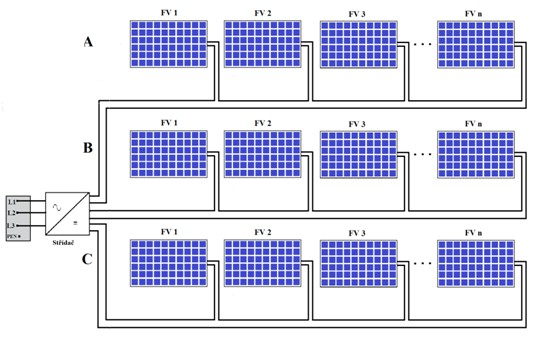 FV 1 FV 2 FV 3 FV n
A
FV 1 FV 2 FV 3 FV n
B
L1
L2
L3
PEN
Střídač
FV 1 FV 2 FV 3 FV n
C